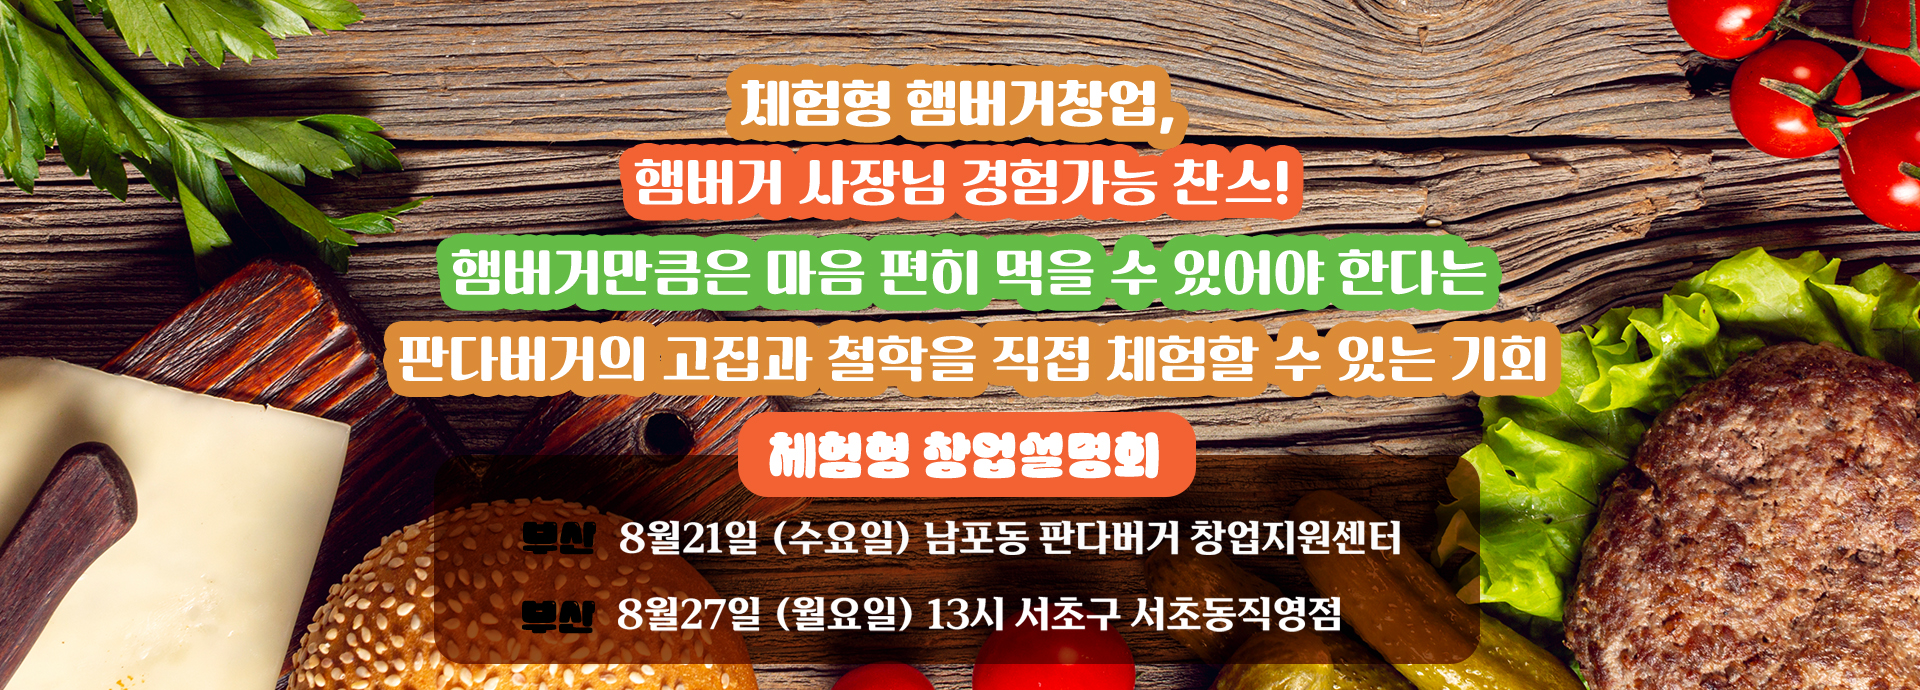 체험형 햄버거창업,
햄버거 사장님 경험가능 찬스!
햄버거만큼은 마음 편히 먹을 수 있어야 한다는
판다버거의 고집과 철학을 직접 체험할 수 있는 기회
체험형 창업설명회
부산 8월21일 (수요일) 남포동 판다버거 창업지원센터
부산 8월27일 (월요일) 13시 서초구 서초동직영점